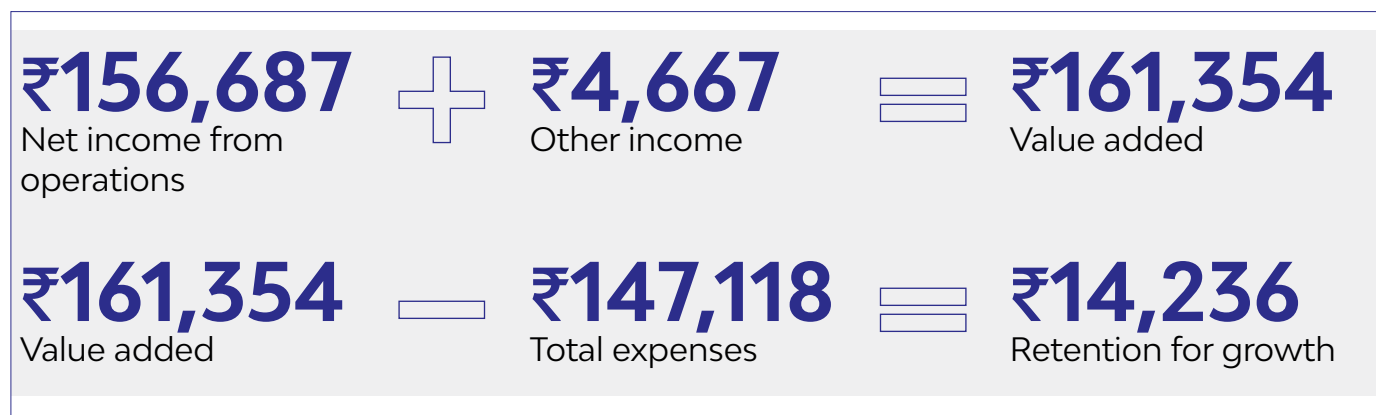 ₹156,687 + ₹4,667 = ₹161,354
Net income from Other income Value added
operations
₹161,354 — ₹147,118 = ₹14,236
Value added Total expenses Retention for growth